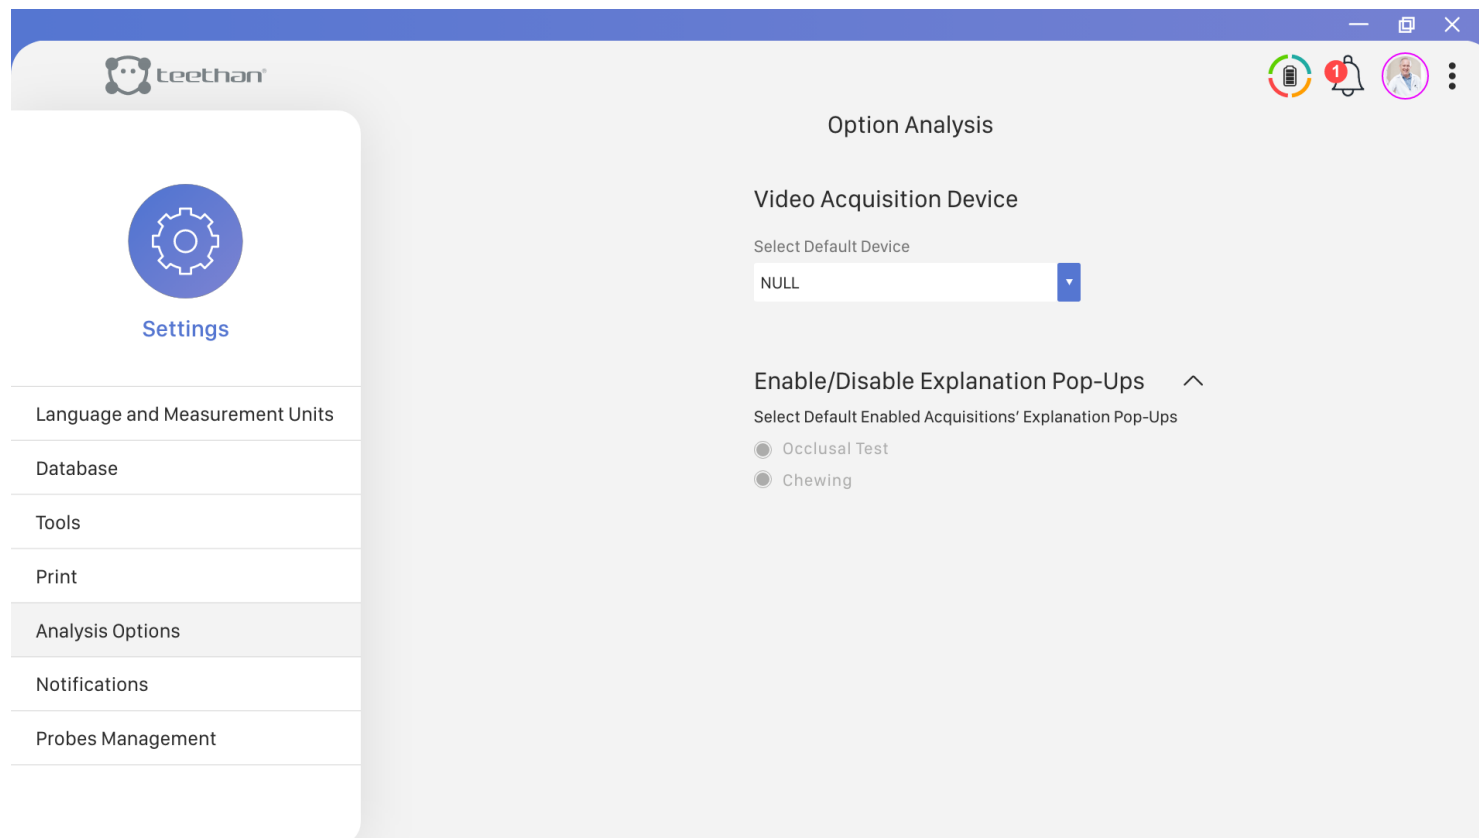 teethan®
1
Option Analysis
Settings
Language and Measurement Units
Database
Tools
Print
Analysis Options
Notifications
Probes Management
Video Acquisition Device
Select Default Device
NULL
Enable/Disable Explanation Pop-Ups
Select Default Enabled Acquisitions' Explanation Pop-Ups
Occlusal Test
Chewing